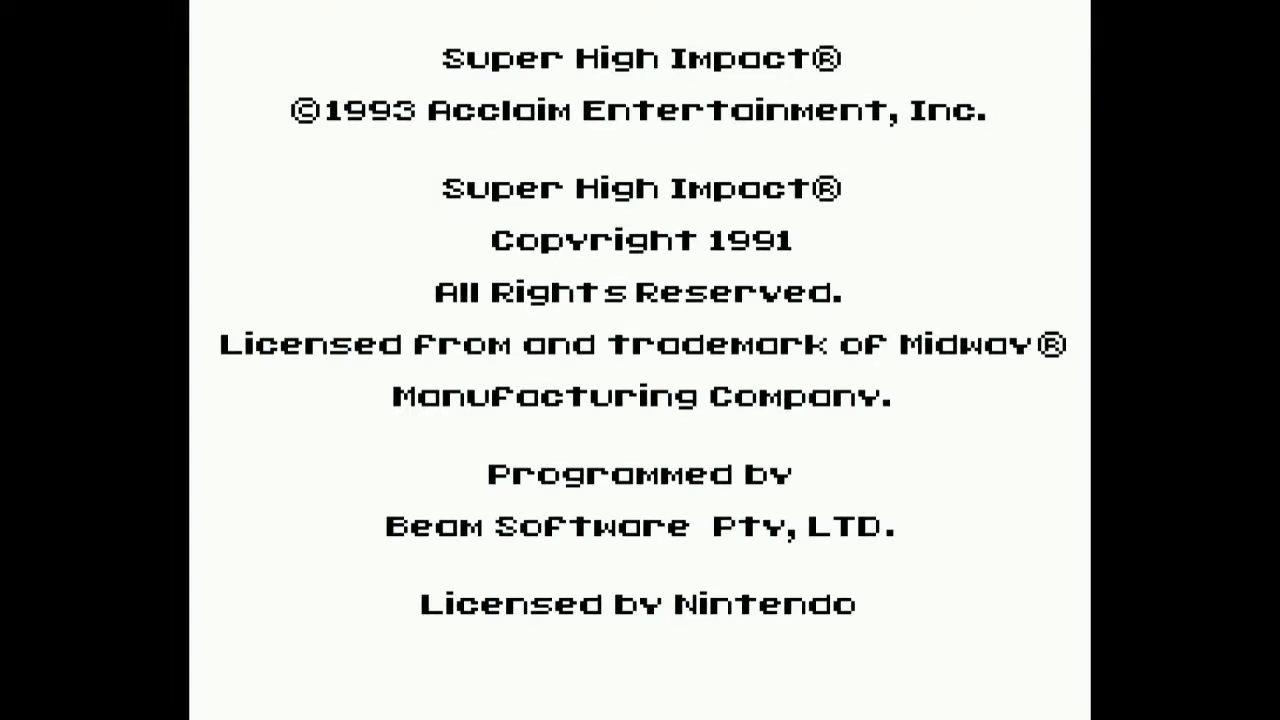 Super High Impact®
©1993 Acclaim Entertainment, Inc.
Super High Impact®
Copyright 1991
All Rights Reserved.
Licensed from and trademark of Midway®
Manufacturing Company.
Programmed by
Beam Software Pty, LTD.
Licensed by Nintendo